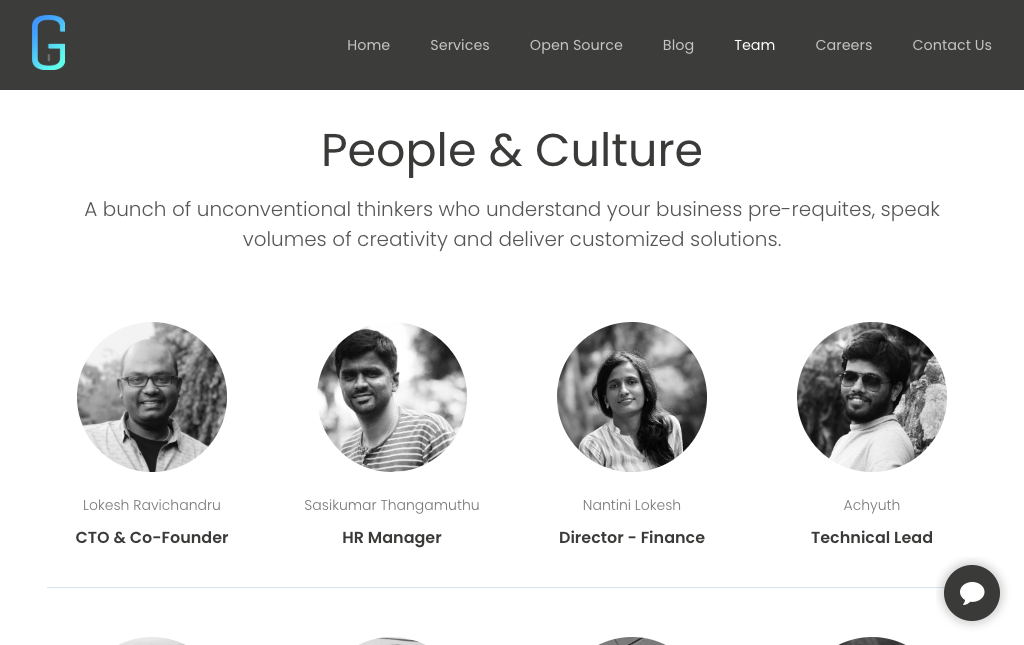 G
Home Services Open Source Blog Team Careers Contact Us
People & Culture
A bunch of unconventional thinkers who understand your business pre-requites, speak
volumes of creativity and deliver customized solutions.
Lokesh Ravichandru Sasikumar Thangamuthu Nantini Lokesh Achyuth
CTO & Co-Founder HR Manager Director - Finance Technical Lead